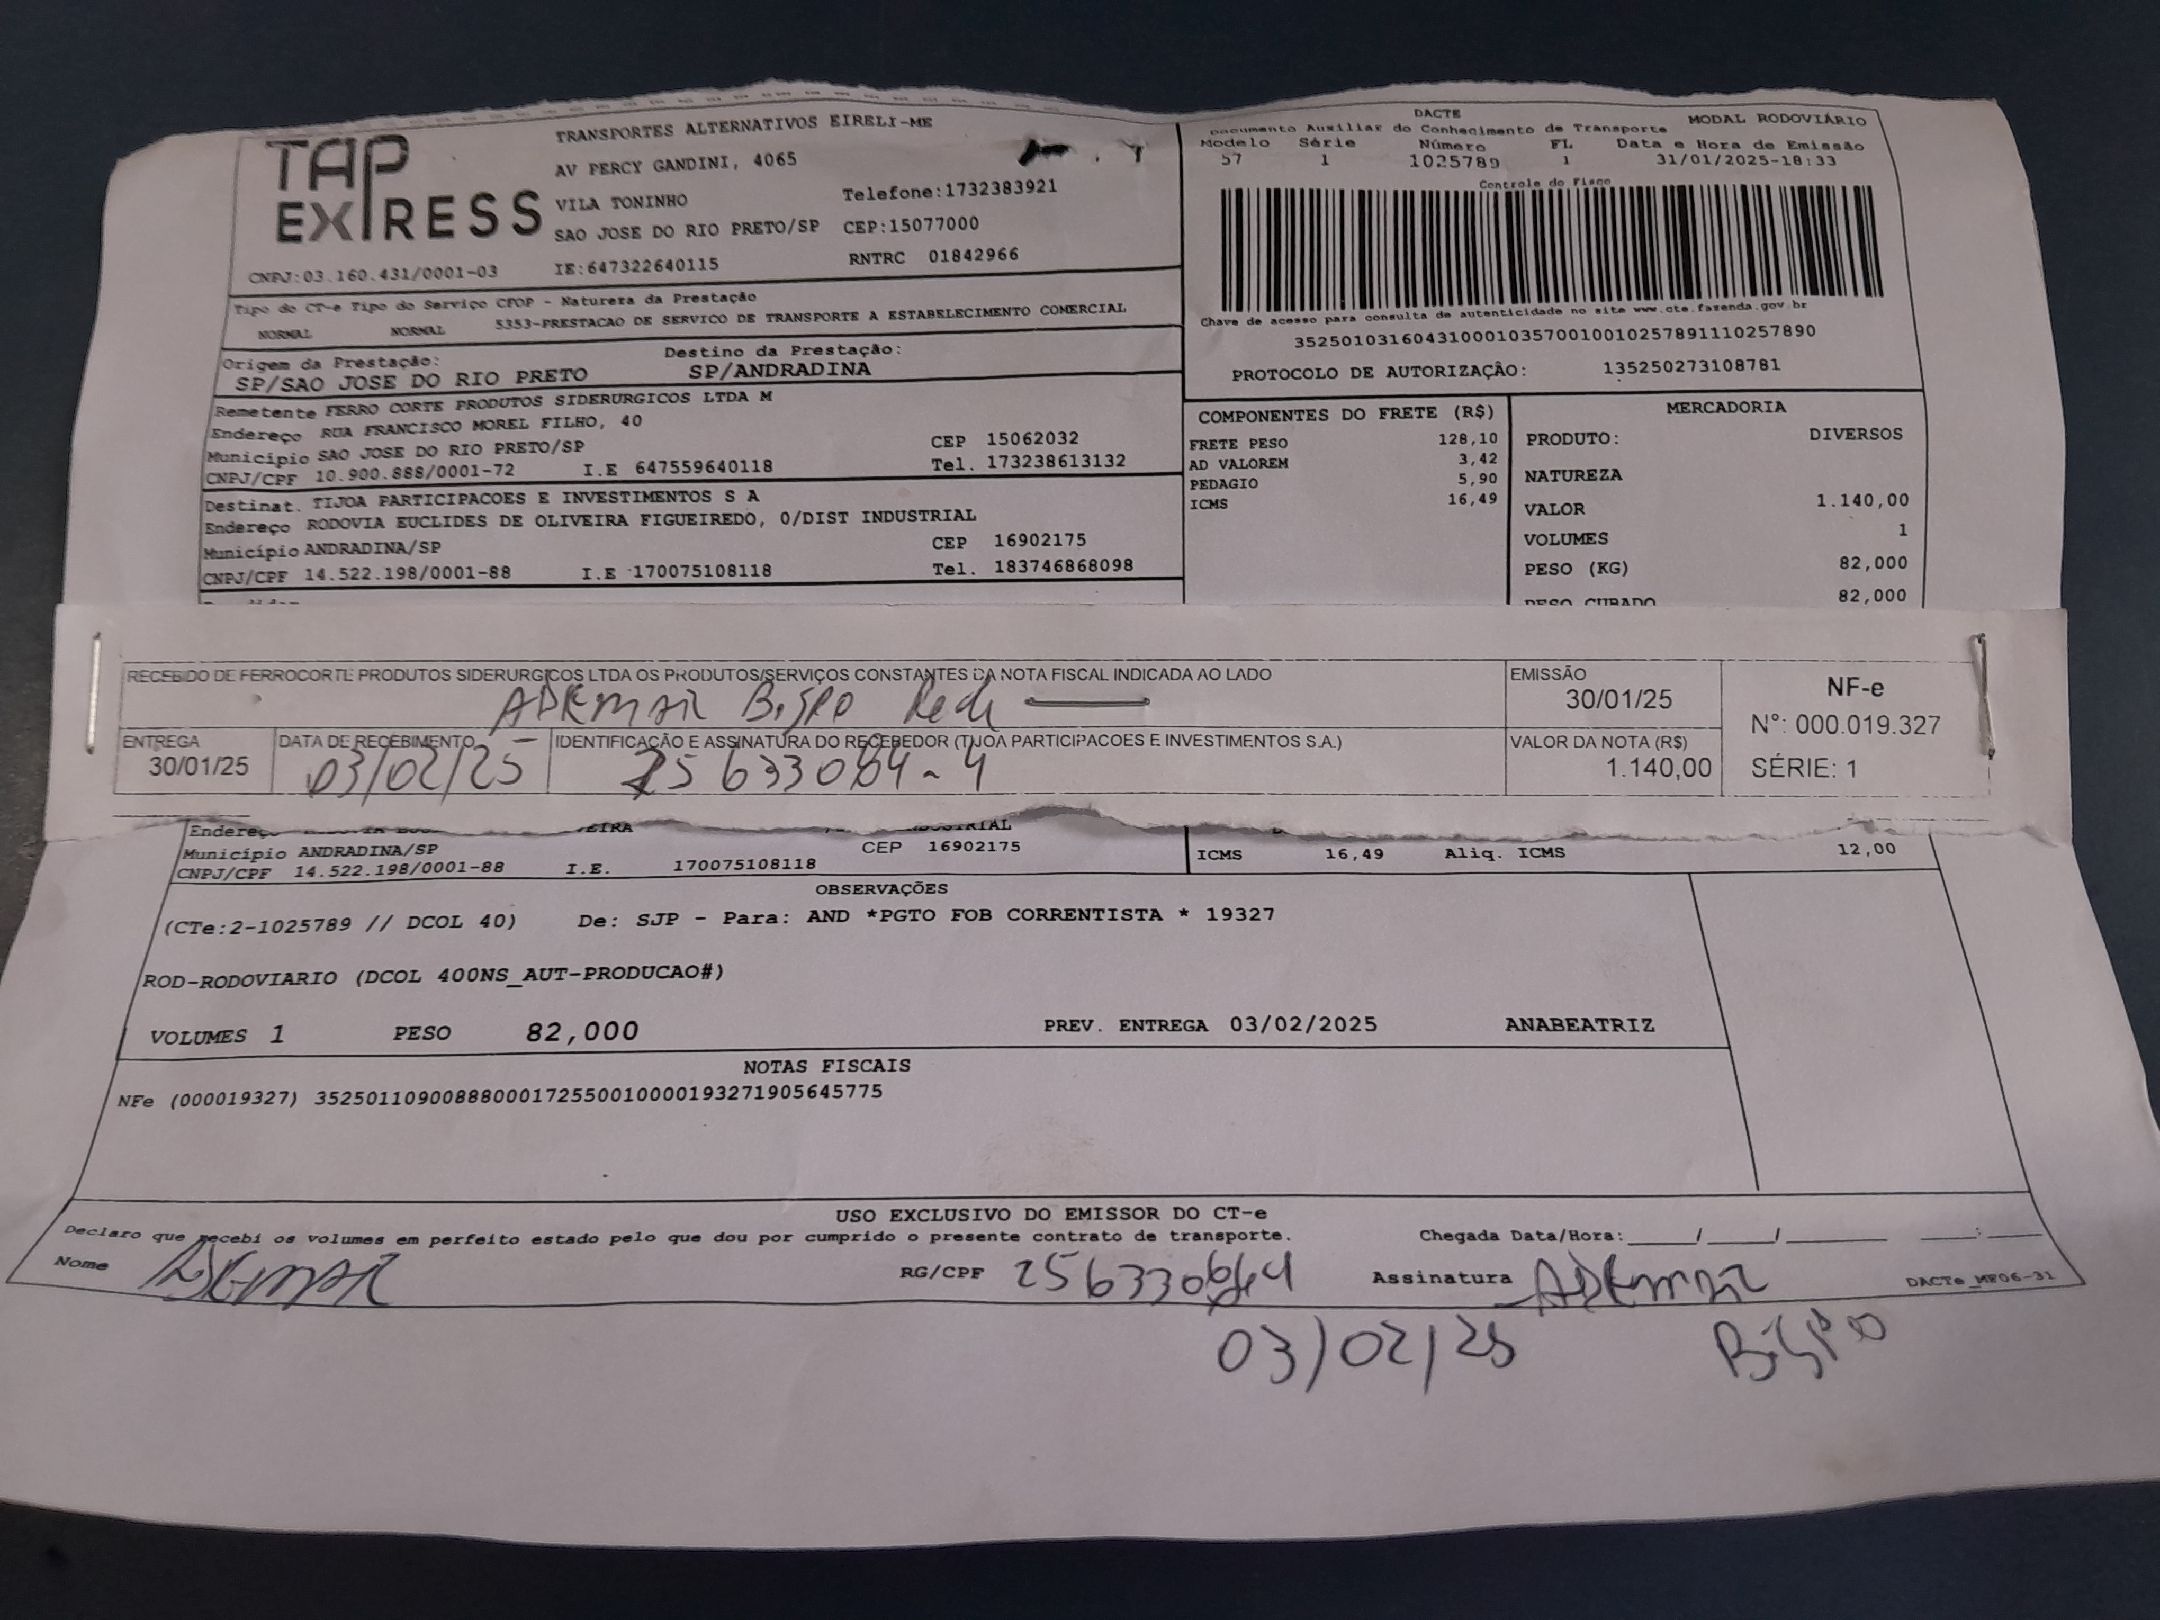 TAP EXPRESS
TRANSPORTES ALTERNATIVOS EIRELI-ME
AV PERCY GANDINI, 4065
VILA TONINHO Telefone:1732383921
SAO JOSE DO RIO PRETO/SP CEP:15077000
CNPJ:03.160.431/0001-03 IE:647322640115 RNTRC 01842966
DACTE
Documento Auxiliar do Conhecimento de Transporte MODAL RODOVIÁRIO
Modelo Série Número FL Data e Hora de Emissão
57 1 1025789 1 31/01/2025-18:33
Controle do Fisco
Chave de acesso para consulta de autenticidade no site www.cte.fazenda.gov.br
35250103160431000103570010010257891110257890
PROTOCOLO DE AUTORIZAÇÃO: 135250273108781
Tipo do CT-e Tipo do Serviço CFOP - Natureza da Prestação
NORMAL NORMAL 5353-PRESTACAO DE SERVICO DE TRANSPORTE A ESTABELECIMENTO COMERCIAL
Origem da Prestação: Destino da Prestação:
SP/SAO JOSE DO RIO PRETO SP/ANDRADINA
Remetente FERRO CORTE PRODUTOS SIDERURGICOS LTDA M
Endereço RUA FRANCISCO MOREL FILHO, 40
Município SAO JOSE DO RIO PRETO/SP CEP 15062032
CNPJ/CPF 10.900.888/0001-72 I.E 647559640118 Tel. 173238613132
Destinat. TIJOA PARTICIPACOES E INVESTIMENTOS S A
Endereço RODOVIA EUCLIDES DE OLIVEIRA FIGUEIREDO, 0/DIST INDUSTRIAL
Município ANDRADINA/SP CEP 16902175
CNPJ/CPF 14.522.198/0001-88 I.E 170075108118 Tel. 183746868098
COMPONENTES DO FRETE (R$)
FRETE PESO 128,10
AD VALOREM 3,42
PEDAGIO 5,90
ICMS 16,49
MERCADORIA
PRODUTO: DIVERSOS
NATUREZA
VALOR 1.140,00
VOLUMES 1
PESO (KG) 82,000
PESO CUBADO 82,000
RECEBIDO DE FERROCORTE PRODUTOS SIDERURGICOS LTDA OS PRODUTOS/SERVIÇOS CONSTANTES DA NOTA FISCAL INDICADA AO LADO
ADEMAR Bispo
ENTREGA
30/01/25
DATA DE RECEBIMENTO
03/02/25
IDENTIFICAÇÃO E ASSINATURA DO RECEBEDOR (TIJOA PARTICIPACOES E INVESTIMENTOS S.A.)
EMISSÃO
30/01/25
VALOR DA NOTA (R$)
1.140,00
NF-e
Nº: 000.019.327
SÉRIE: 1
Município ANDRADINA/SP CEP 16902175
CNPJ/CPF 14.522.198/0001-88 I.E. 170075108118
ICMS 16,49 Aliq. ICMS 12,00
OBSERVAÇÕES
(CTe:2-1025789 // DCOL 40) De: SJP - Para: AND *PGTO FOB CORRENTISTA * 19327
ROD-RODOVIARIO (DCOL 400NS_AUT-PRODUCAO#)
VOLUMES 1 PESO 82,000 PREV. ENTREGA 03/02/2025 ANABEATRIZ
NOTAS FISCAIS
NFe (000019327) 35250110900888000172550010000193271905645775
USO EXCLUSIVO DO EMISSOR DO CT-e
Declaro que recebi os volumes em perfeito estado pelo que dou por cumprido o presente contrato de transporte. Chegada Data/Hora:_____/_____/_______ ____:____
Nome ADEMAR RG/CPF Assinatura ADEMAR DACTe_MF06-31
03/02/25 Bispo